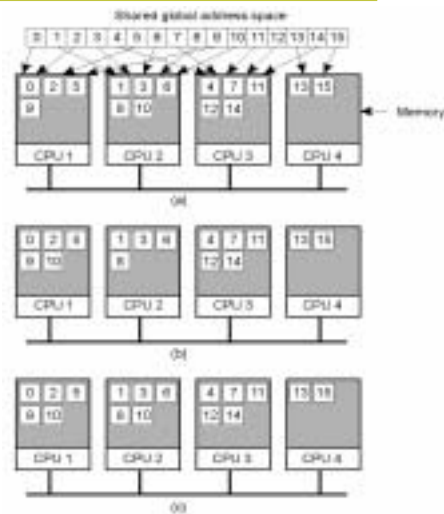 Shared global address space
0 1 2 3 4 5 6 7 8 9 10 11 12 13 14 15
0 2 5
9
1 3 6
8 10
4 7 11
12 14
13 15
Memory
CPU 1
CPU 2
CPU 3
CPU 4
(a)
0 2 5
9 10
1 3 6
8
4 7 11
12 14
13 15
CPU 1
CPU 2
CPU 3
CPU 4
(b)
0 2 5
9 10
1 3 6
8 10
4 7 11
12 14
13 15
CPU 1
CPU 2
CPU 3
CPU 4
(c)